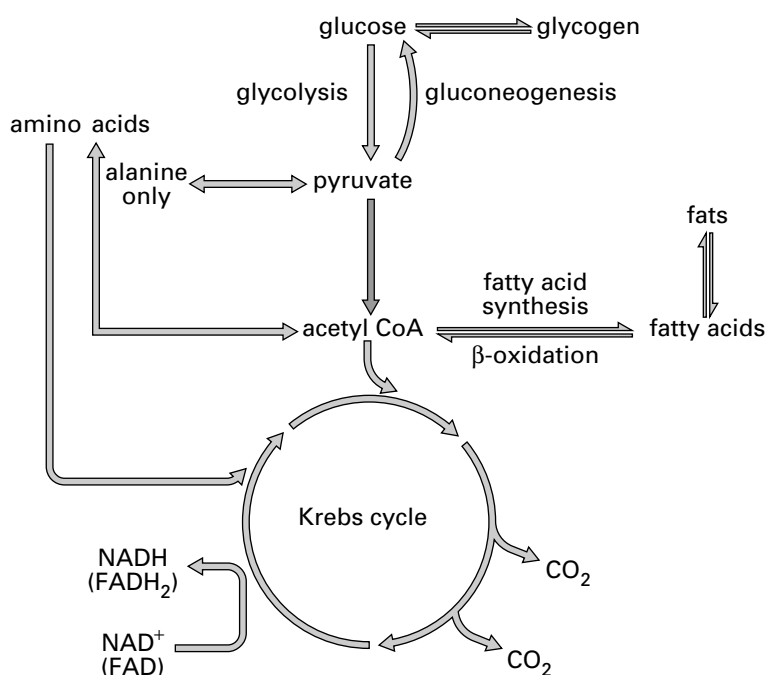 glucose
glycogen
glycolysis
gluconeogenesis
amino acids
alanine
only
pyruvate
fats
fatty acid
synthesis
acetyl CoA
fatty acids
β-oxidation
Krebs cycle
NADH
(FADH₂)
CO₂
NAD⁺
(FAD)
CO₂